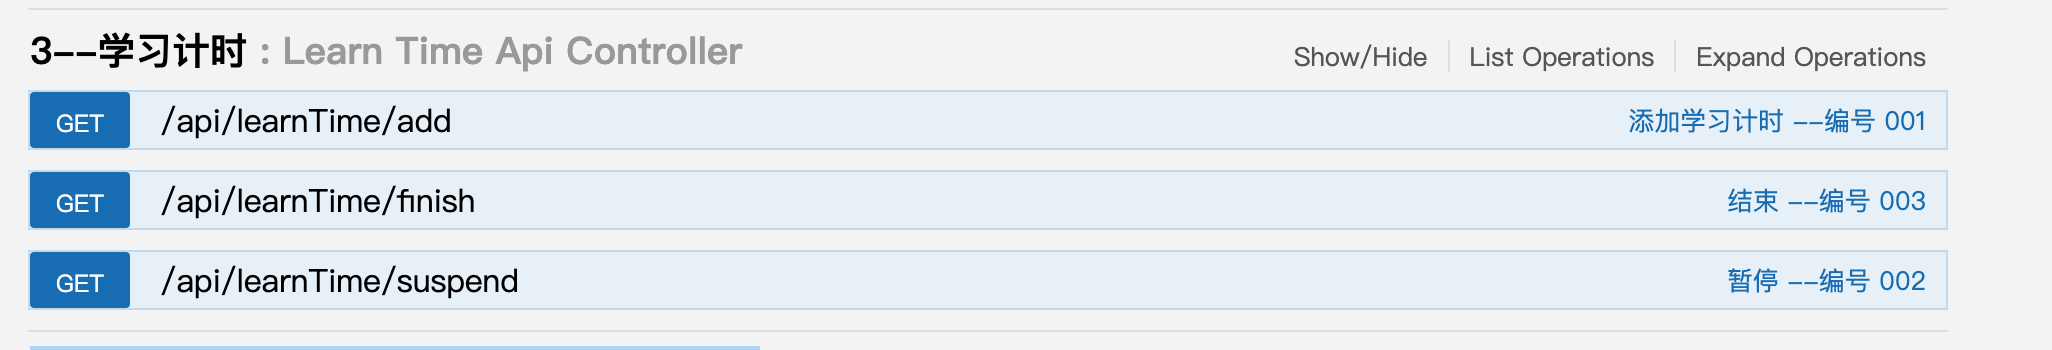 3--学习计时 : Learn Time Api Controller
Show/Hide
List Operations
Expand Operations
GET /api/learnTime/add 添加学习计时 --编号 001
GET /api/learnTime/finish 结束 --编号 003
GET /api/learnTime/suspend 暂停 --编号 002